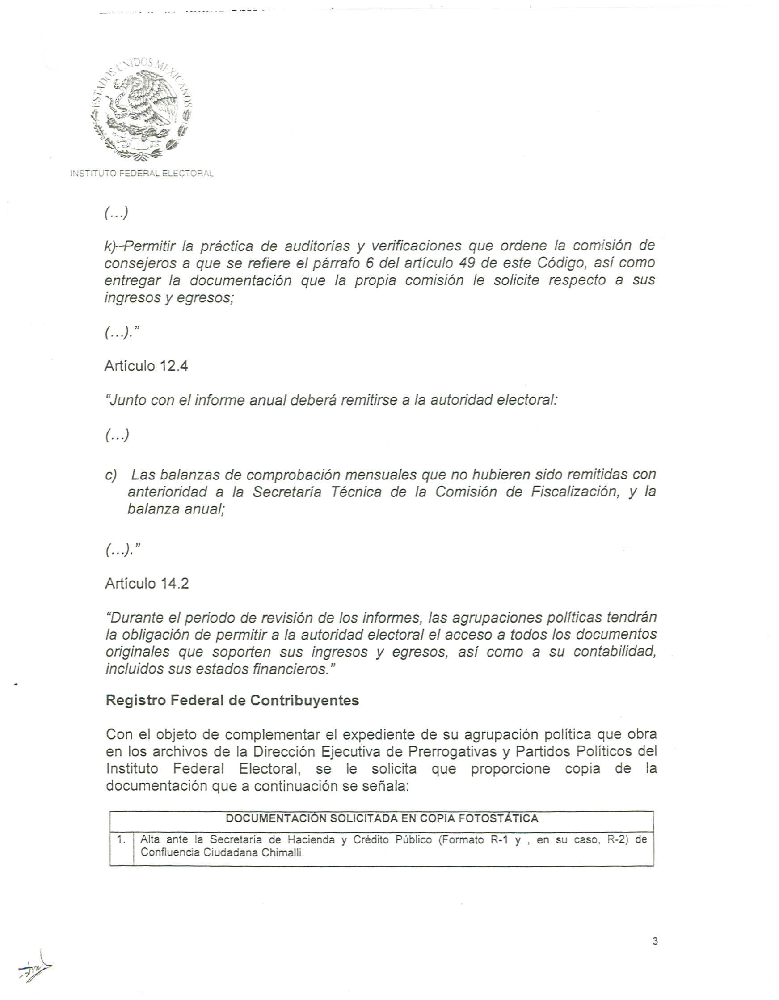 ESTADOS UNIDOS MEXICANOS
INSTITUTO FEDERAL ELECTORAL
(...)
k) Permitir la práctica de auditorías y verificaciones que ordene la comisión de
consejeros a que se refiere el párrafo 6 del artículo 49 de este Código, así como
entregar la documentación que la propia comisión le solicite respecto a sus
ingresos y egresos;
(...)."
Artículo 12.4
"Junto con el informe anual deberá remitirse a la autoridad electoral:
(...)
c) Las balanzas de comprobación mensuales que no hubieren sido remitidas con
anterioridad a la Secretaría Técnica de la Comisión de Fiscalización, y la
balanza anual;
(...)."
Artículo 14.2
"Durante el periodo de revisión de los informes, las agrupaciones políticas tendrán
la obligación de permitir a la autoridad electoral el acceso a todos los documentos
originales que soporten sus ingresos y egresos, así como a su contabilidad,
incluidos sus estados financieros."
Registro Federal de Contribuyentes
Con el objeto de complementar el expediente de su agrupación política que obra
en los archivos de la Dirección Ejecutiva de Prerrogativas y Partidos Políticos del
Instituto Federal Electoral, se le solicita que proporcione copia de la
documentación que a continuación se señala:
DOCUMENTACIÓN SOLICITADA EN COPIA FOTOSTÁTICA
1. Alta ante la Secretaría de Hacienda y Crédito Público (Formato R-1 y , en su caso, R-2) de
Confluencia Ciudadana Chimalli.
3